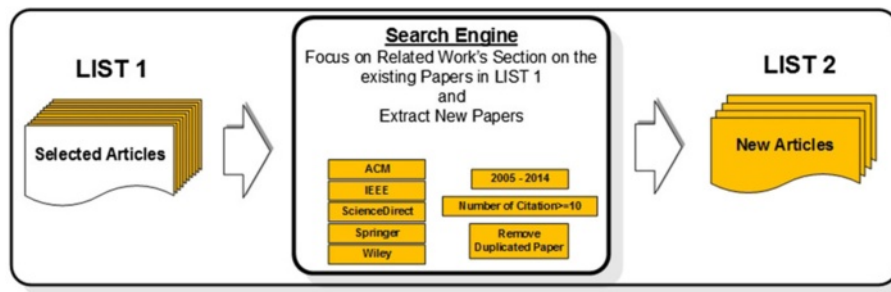 LIST 1
Selected Articles
Search Engine
Focus on Related Work's Section on the
existing Papers in LIST 1
and
Extract New Papers
ACM
IEEE
ScienceDirect
Springer
Wiley
2005 - 2014
Number of Citation>=10
Remove
Duplicated Paper
LIST 2
New Articles